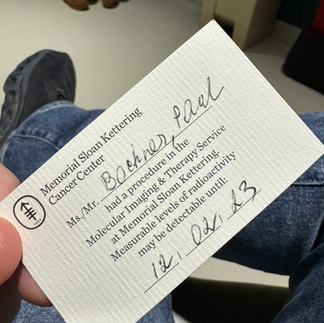 Memorial Sloan Kettering
Cancer Center
Ms./Mr. Bochner, Paul
had a procedure in the
Molecular Imaging & Therapy Service
at Memorial Sloan Kettering.
Measurable levels of radioactivity
may be detectable until:
12. 02. 23